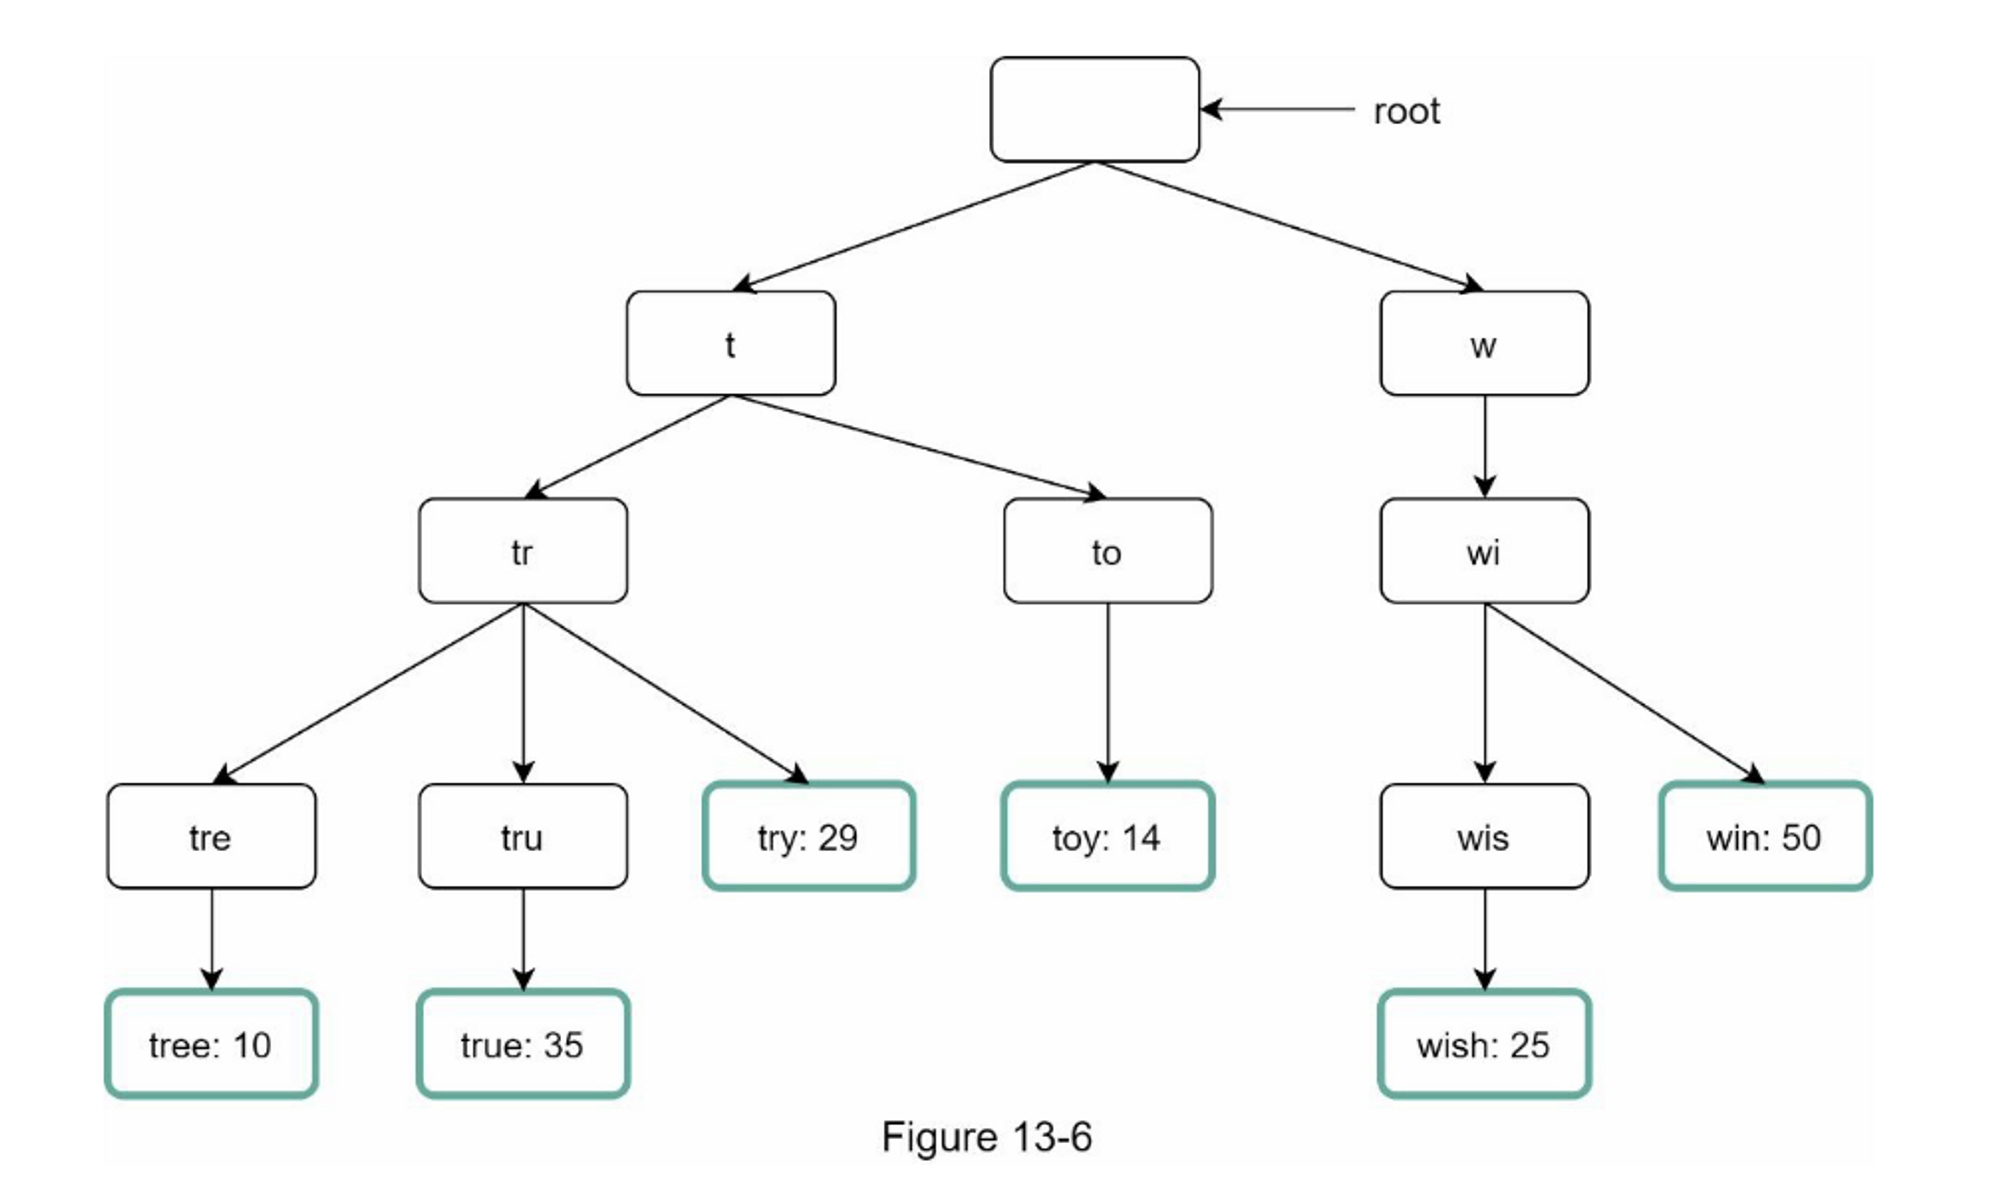 root
t
w
tr
to
wi
tre
tru
try: 29
toy: 14
wis
win: 50
tree: 10
true: 35
wish: 25
Figure 13-6